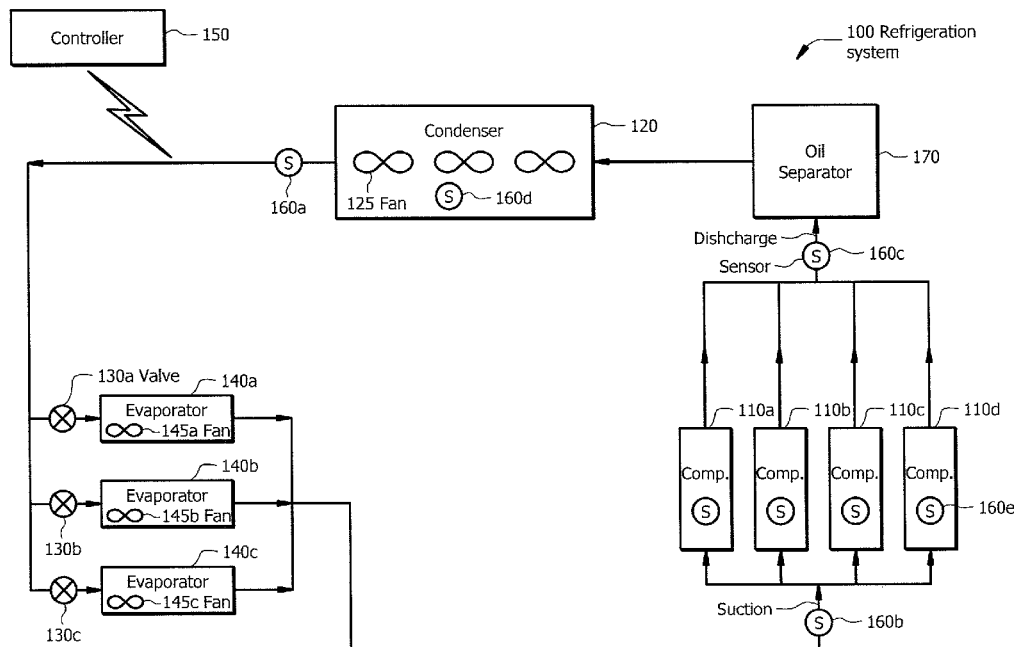 Controller
150
100 Refrigeration
system
Condenser
120
125 Fan
S
160d
S
160a
Oil
Separator
170
Dishcharge
Sensor
S
160c
130a Valve
140a
Evaporator
145a Fan
140b
Evaporator
145b Fan
130b
140c
Evaporator
145c Fan
130c
110a
110b
110c
110d
Comp.
Comp.
Comp.
Comp.
S
S
S
S
160e
Suction
S
160b